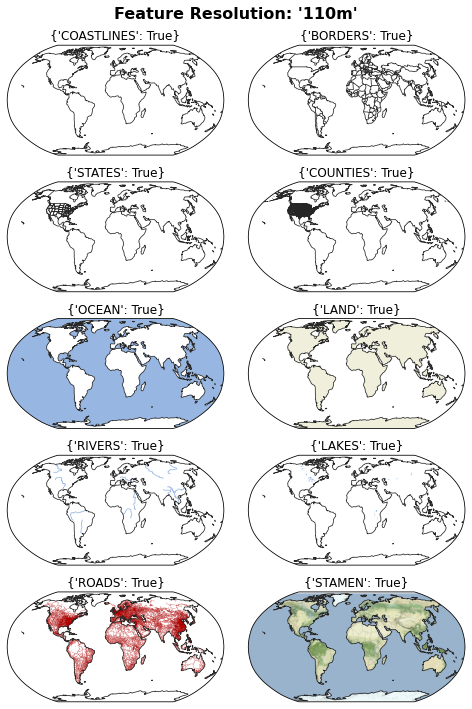 Feature Resolution: '110m'
{'COASTLINES': True}
{'BORDERS': True}
{'STATES': True}
{'COUNTIES': True}
{'OCEAN': True}
{'LAND': True}
{'RIVERS': True}
{'LAKES': True}
{'ROADS': True}
{'STAMEN': True}